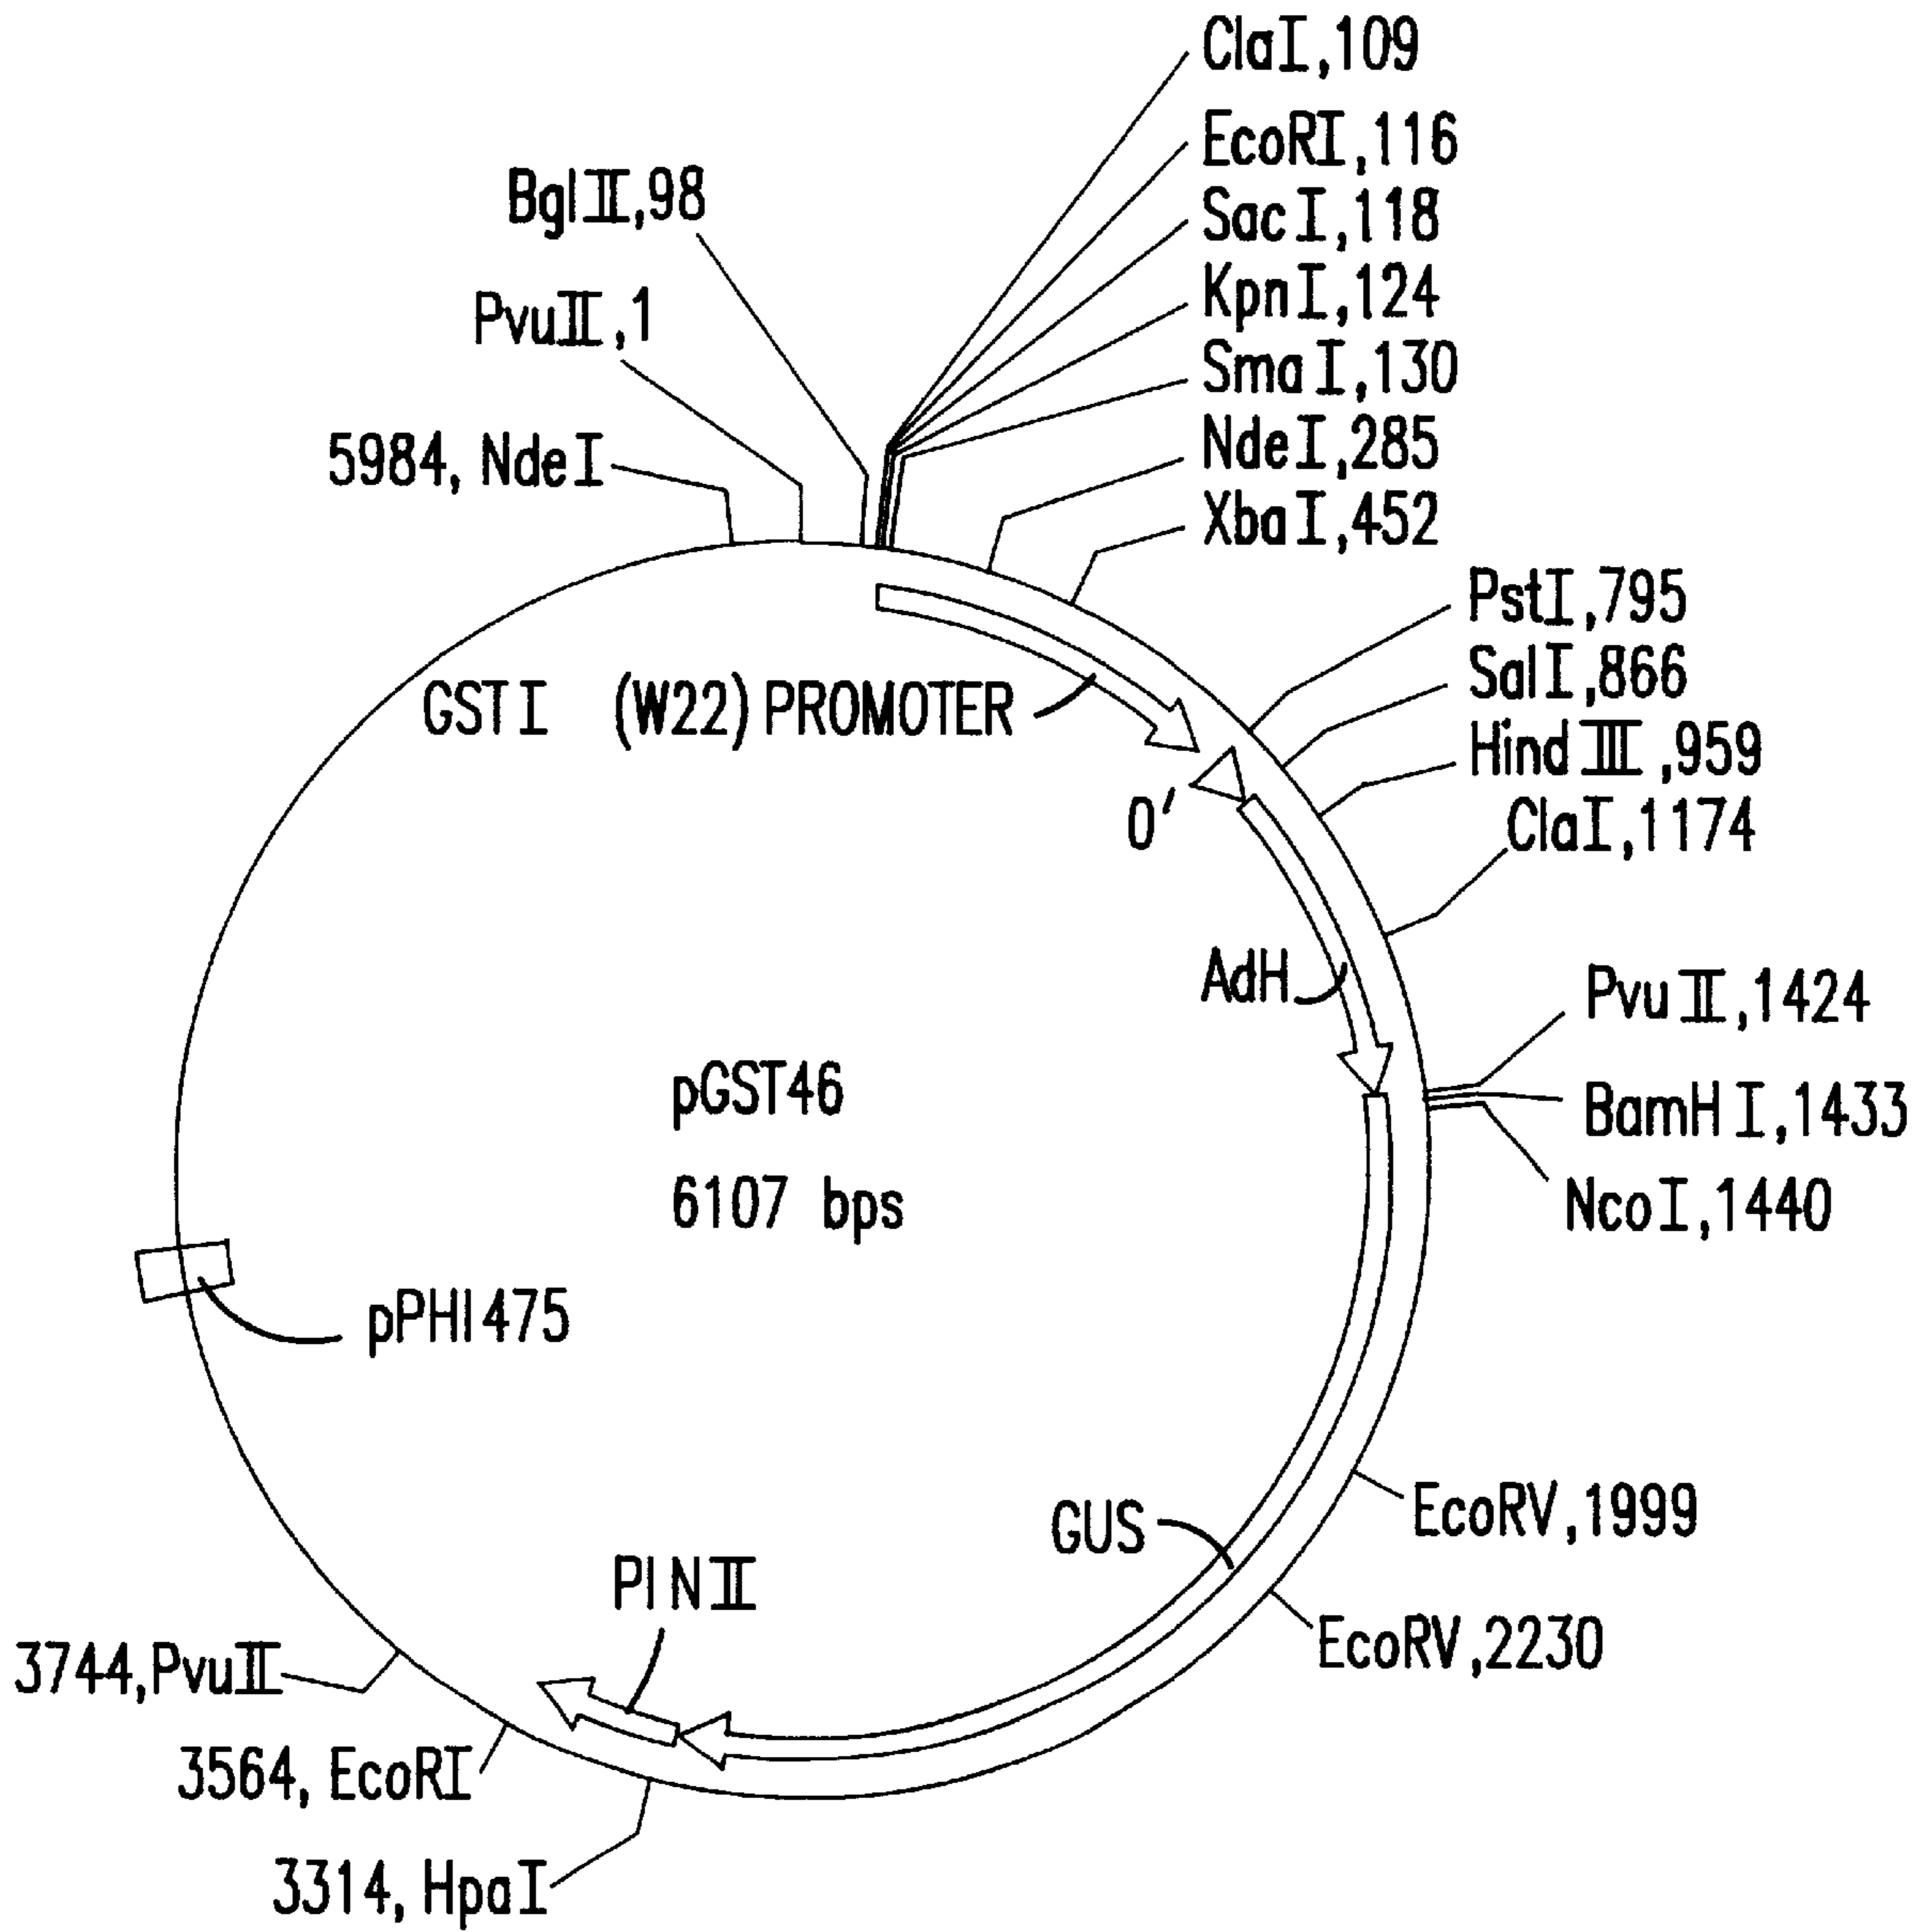 ClaI,109
EcoRI,116
BglII,98
SacI,118
KpnI,124
PvuII,1
SmaI,130
5984, NdeI
NdeI,285
XbaI,452
PstI,795
SalI,866
GSTI (W22) PROMOTER
HindIII,959
O'
ClaI,1174
AdH
PvuII,1424
pGST46
BamHI,1433
6107 bps
NcoI,1440
pPHI475
EcoRV,1999
GUS
PINII
EcoRV,2230
3744,PvuII
3564, EcoRI
3314, HpaI